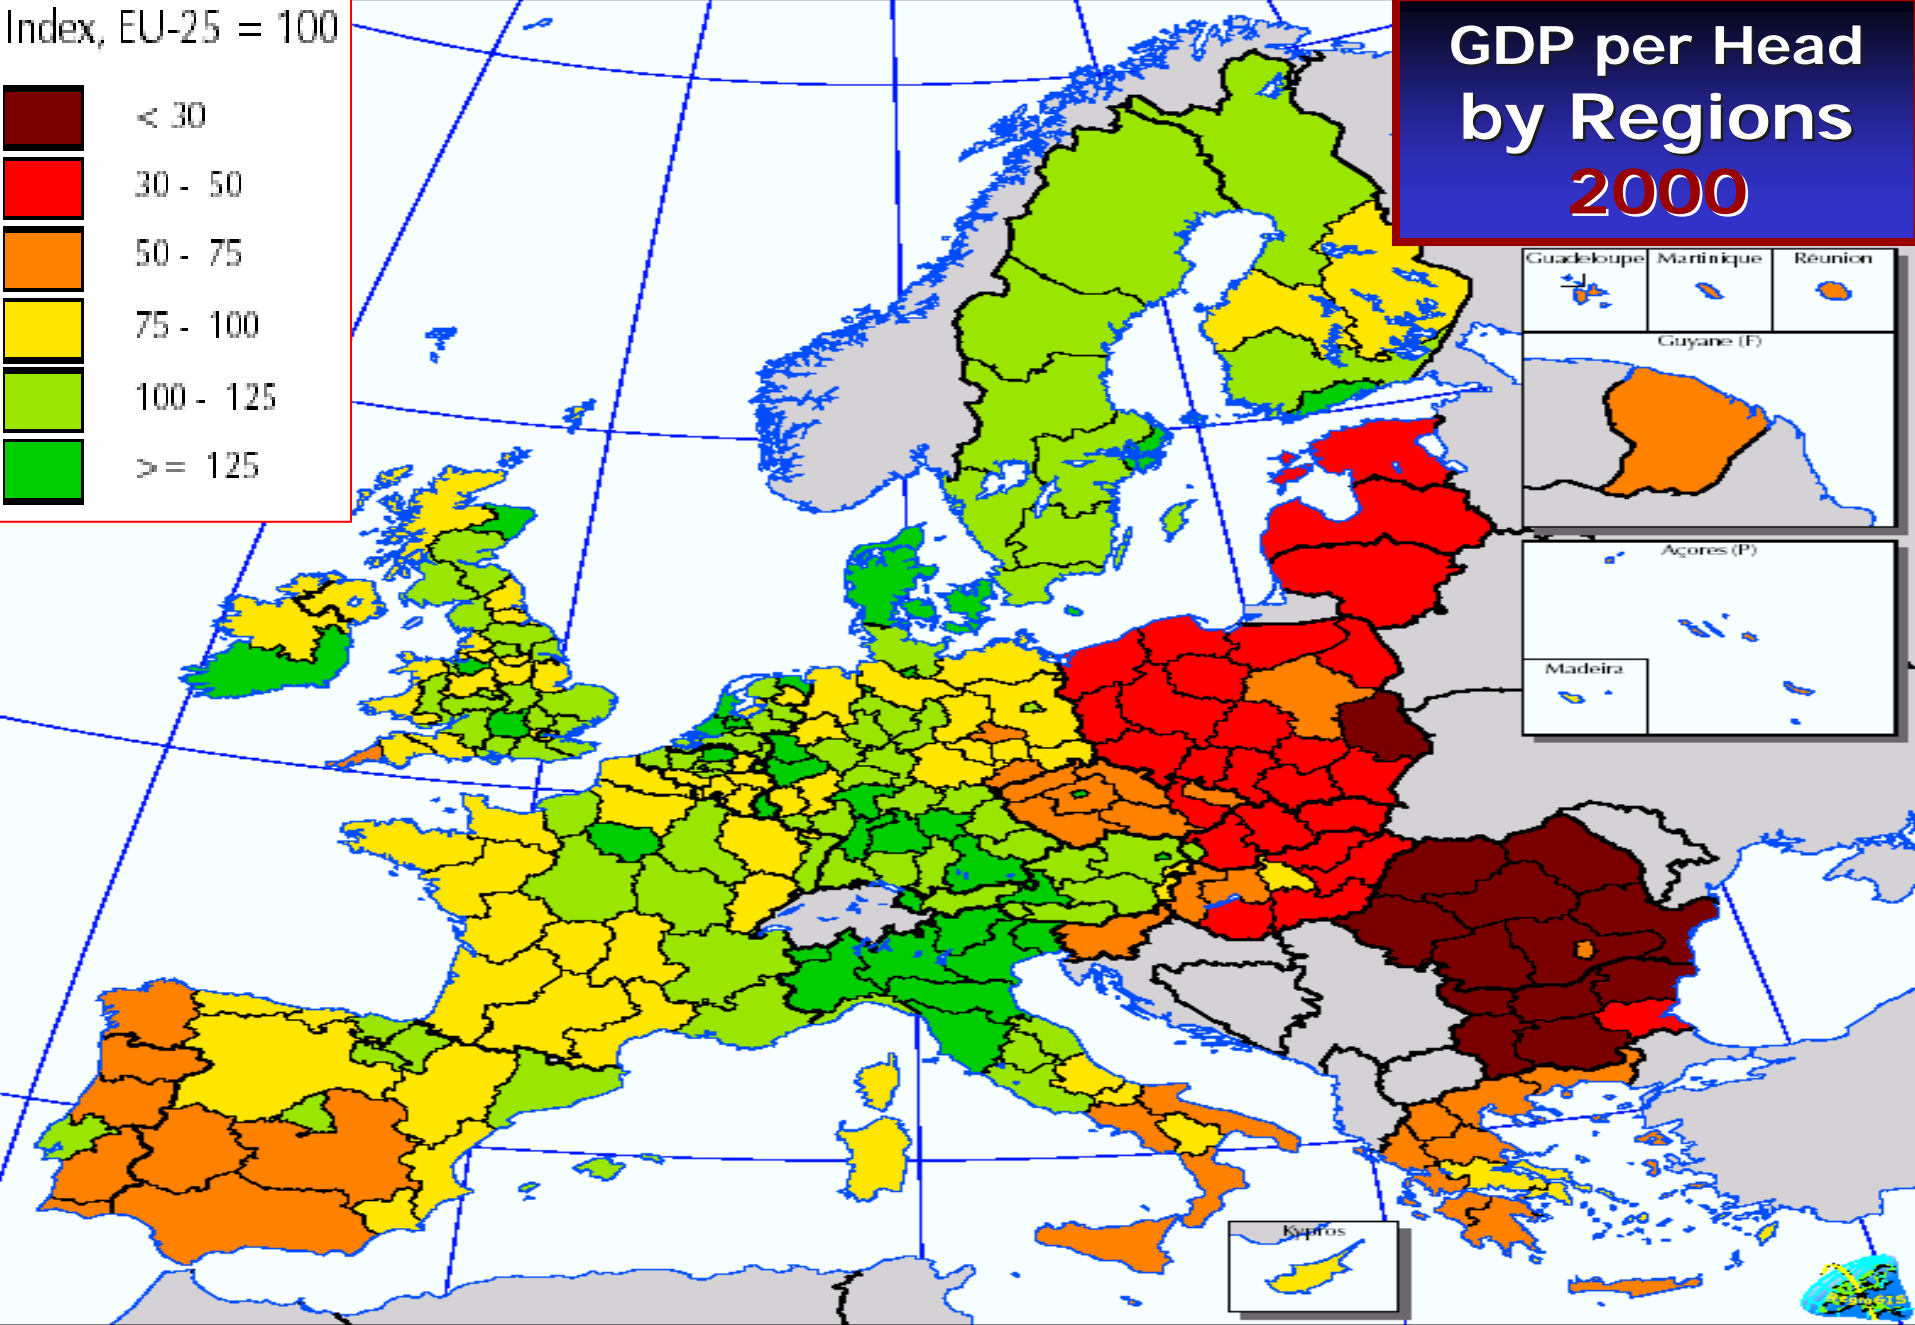 Index, EU-25 = 100
< 30
30 - 50
50 - 75
75 - 100
100 - 125
>= 125
GDP per Head
by Regions
2000
Guadeloupe Martinique Réunion
Guyane (F)
Açores (P)
Madeira
Kypros
RegioGIS